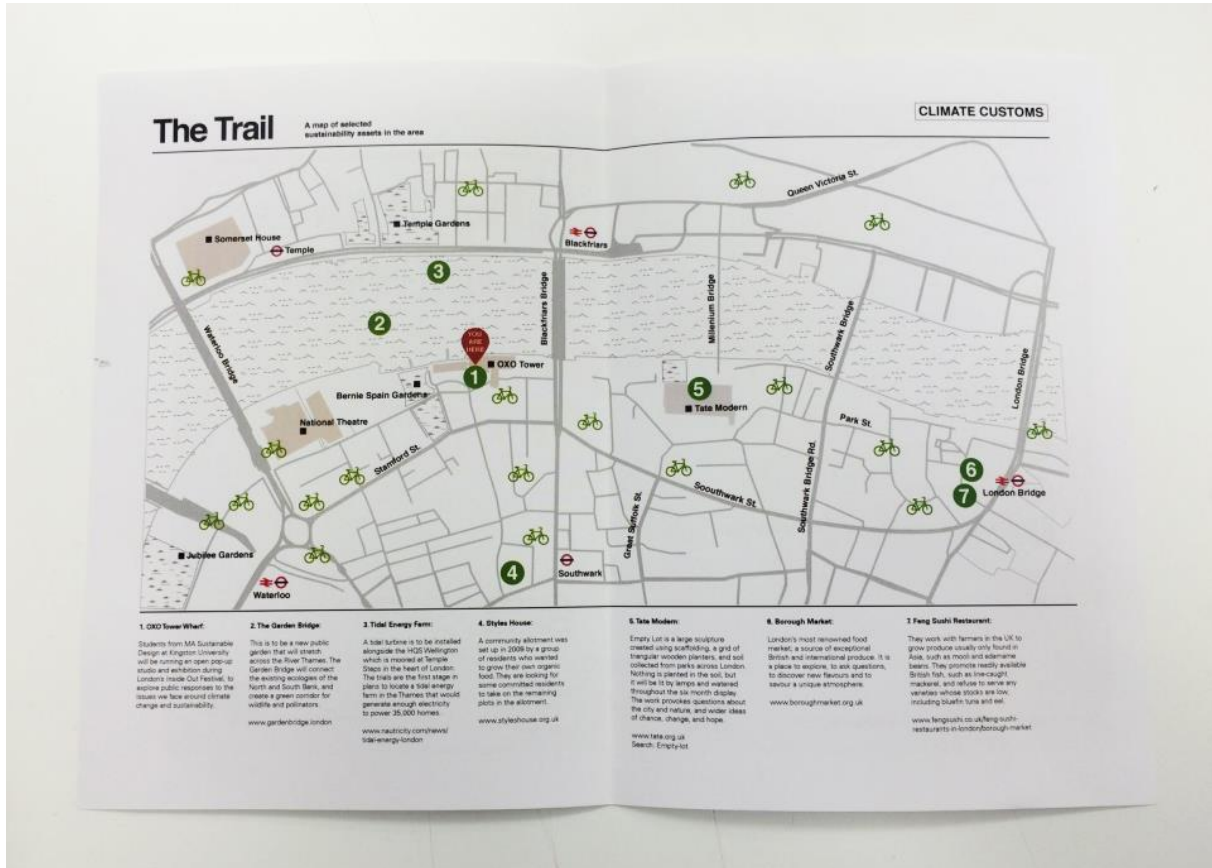 The Trail
A map of selected
sustainability assets in the area
CLIMATE CUSTOMS
Queen Victoria St.
Temple Gardens
Somerset House
Temple
Blackfriars
Waterloo Bridge
Blackfriars Bridge
Millenium Bridge
Southwark Bridge
London Bridge
3
2
YOU
ARE
HERE
OXO Tower
1
Bernie Spain Gardens
5
Tate Modern
National Theatre
Park St.
Stamford St.
Soouthwark St.
Southwark Bridge Rd.
Great Suffolk St.
6
7
London Bridge
Jubilee Gardens
4
Southwark
Waterloo
1. OXO Tower Wharf:
Students from MA Sustainable
Design at Kingston University
will be running an open pop-up
studio and exhibition during
London's Inside Out Festival, to
explore public responses to the
issues we face around climate
change and sustainability.
2. The Garden Bridge:
This is to be a new public
garden that will stretch
across the River Thames. The
Garden Bridge will connect
the existing ecologies of the
North and South Bank, and
create a green corridor for
wildlife and pollinators.
www.gardenbridge.london
3. Tidal Energy Farm:
A tidal turbine is to be installed
alongside the HQS Wellington
which is moored at Temple
Steps in the heart of London.
The trials are the first stage in
plans to locate a tidal energy
farm in the Thames that would
generate enough electricity
to power 35,000 homes.
www.nautricity.com/news/
tidal-energy-london
4. Styles House:
A community allotment was
set up in 2009 by a group
of residents who wanted
to grow their own organic
food. They are looking for
some committed residents
to take on the remaining
plots in the allotment.
www.styleshouse.org.uk
5. Tate Modern:
Empty Lot is a large sculpture
created using scaffolding, a grid of
triangular wooden planters, and soil
collected from parks across London.
Nothing is planted in the soil, but
it will be lit by lamps and watered
throughout the six month display.
The work provokes questions about
the city and nature, and wider ideas
of chance, change, and hope.
www.tate.org.uk
Search: Empty-lot
6. Borough Market:
London's most renowned food
market, a source of exceptional
British and international produce. It is
a place to explore, to ask questions,
to discover new flavours and to
savour a unique atmosphere.
www.boroughmarket.org.uk
7. Feng Sushi Restaurant:
They work with farmers in the UK to
grow produce usually only found in
Asia, such as mooli and edamame
beans. They promote readily available
British fish, such as line-caught
mackerel, and refuse to serve any
varieties whose stocks are low,
including bluefin tuna and eel.
www.fengsushi.co.uk/feng-sushi-
restaurants-in-london/borough-market